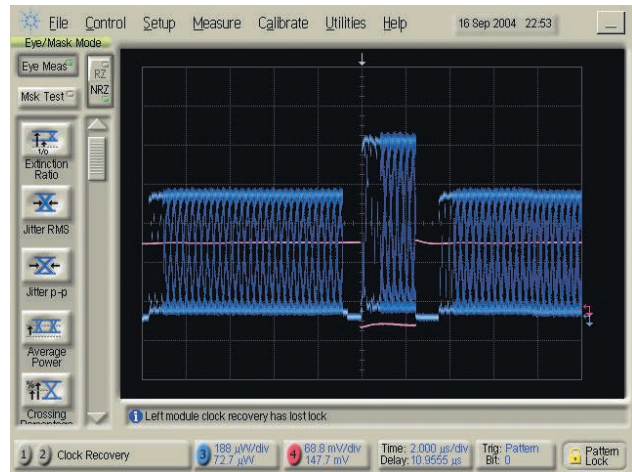 File Control Setup Measure Calibrate Utilities Help 16 Sep 2004 22:53
Eye/Mask Mode
Eye Meas
RZ
NRZ
Msk Test
1/0
Extinction
Ratio
Jitter RMS
Jitter p-p
Average
Power
%
Crossing
Percentage
Left module clock recovery has lost lock
1 2 Clock Recovery
3 188 µW/div
72.7 µW
4 68.8 mV/div
147.7 mV
Time: 2.000 µs/div
Delay: 10.9555 µs
Trig: Pattern
Bit: 0
Pattern
Lock